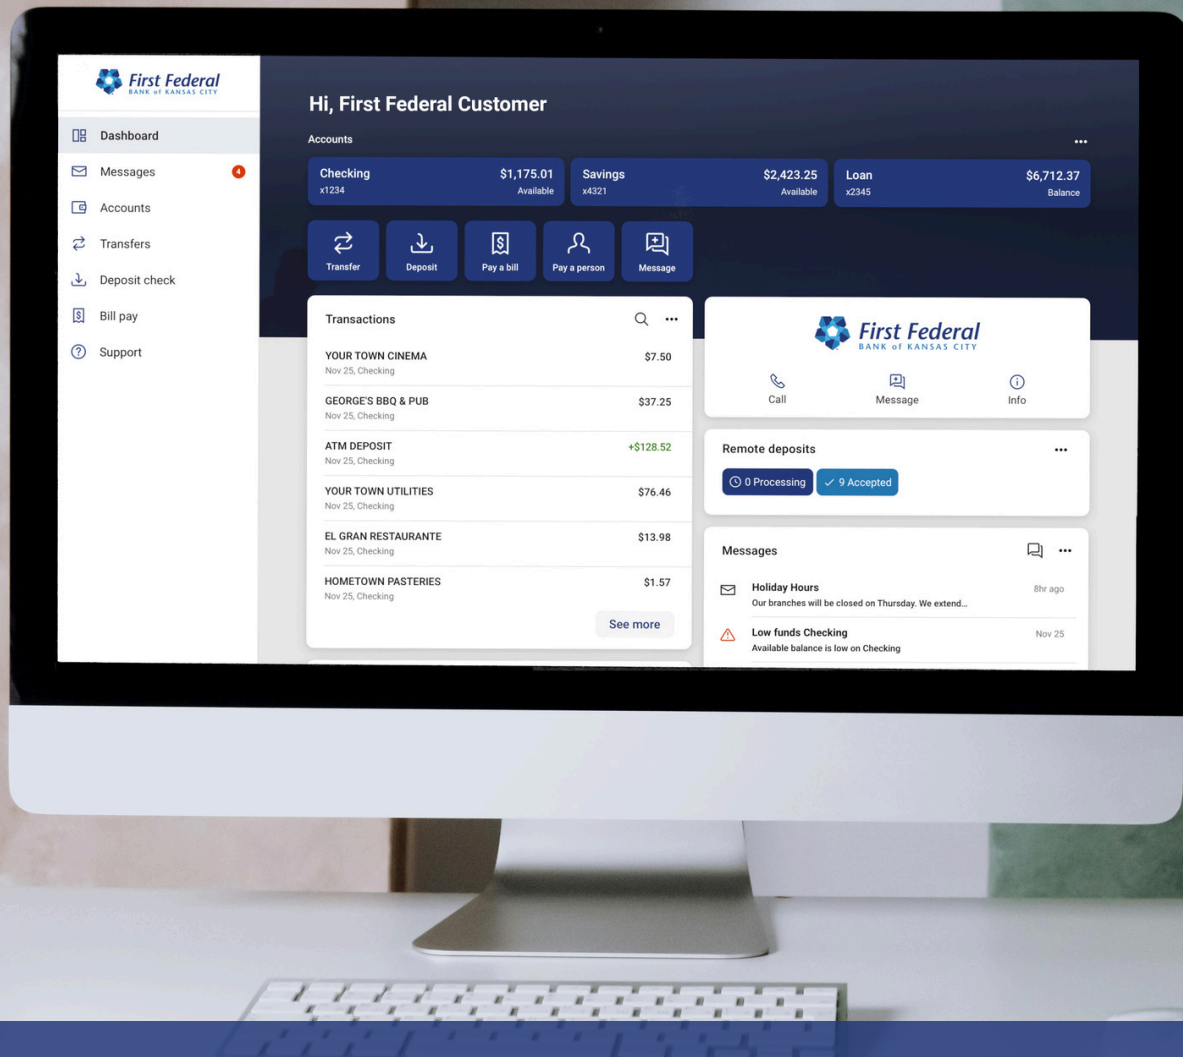 First Federal
BANK of KANSAS CITY
Dashboard
Messages
4
Accounts
Transfers
Deposit check
Bill pay
Support
Hi, First Federal Customer
Accounts
Checking $1,175.01
x1234 Available
Savings $2,423.25
x4321 Available
Loan $6,712.37
x2345 Balance
Transfer
Deposit
Pay a bill
Pay a person
Message
Transactions
YOUR TOWN CINEMA $7.50
Nov 25, Checking
GEORGE'S BBQ & PUB $37.25
Nov 25, Checking
ATM DEPOSIT +$128.52
Nov 25, Checking
YOUR TOWN UTILITIES $76.46
Nov 25, Checking
EL GRAN RESTAURANTE $13.98
Nov 25, Checking
HOMETOWN PASTERIES $1.57
Nov 25, Checking
See more
First Federal
BANK of KANSAS CITY
Call
Message
Info
Remote deposits
0 Processing
9 Accepted
Messages
Holiday Hours 8hr ago
Our branches will be closed on Thursday. We extend...
Low funds Checking Nov 25
Available balance is low on Checking